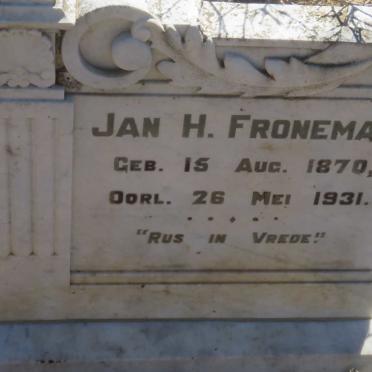 JAN H. FRONEMA
GEB. 15 AUG. 1870,
OORL. 26 MEI 1931.
"RUS IN VREDE."